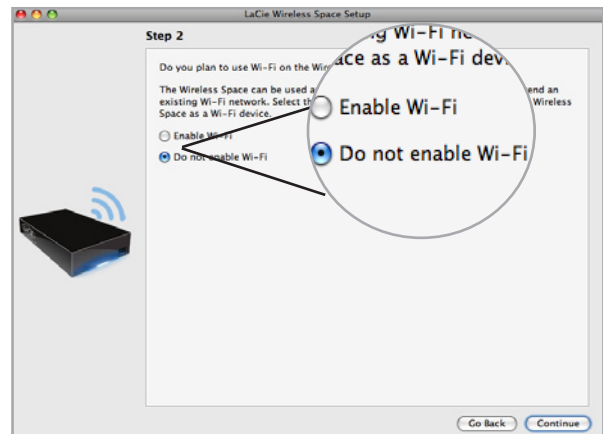 LaCie Wireless Space Setup
Step 2
Do you plan to use Wi-Fi on the
The Wireless Space can be used end an
existing Wi-Fi network. Select Wireless
Space as a Wi-Fi device.
Enable Wi-Fi
Do not enable Wi-Fi
ace as a Wi-Fi
Enable Wi-Fi
Do not enable Wi-Fi
Go Back Continue